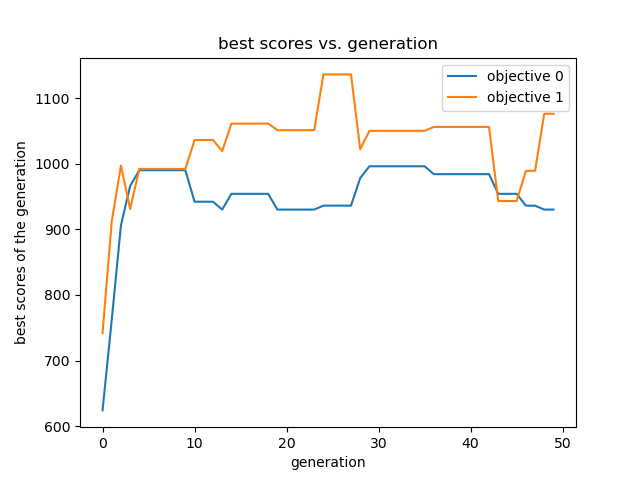 best scores vs. generation
objective 0
objective 1
best scores of the generation
1100
1000
900
800
700
600
0 10 20 30 40 50
generation